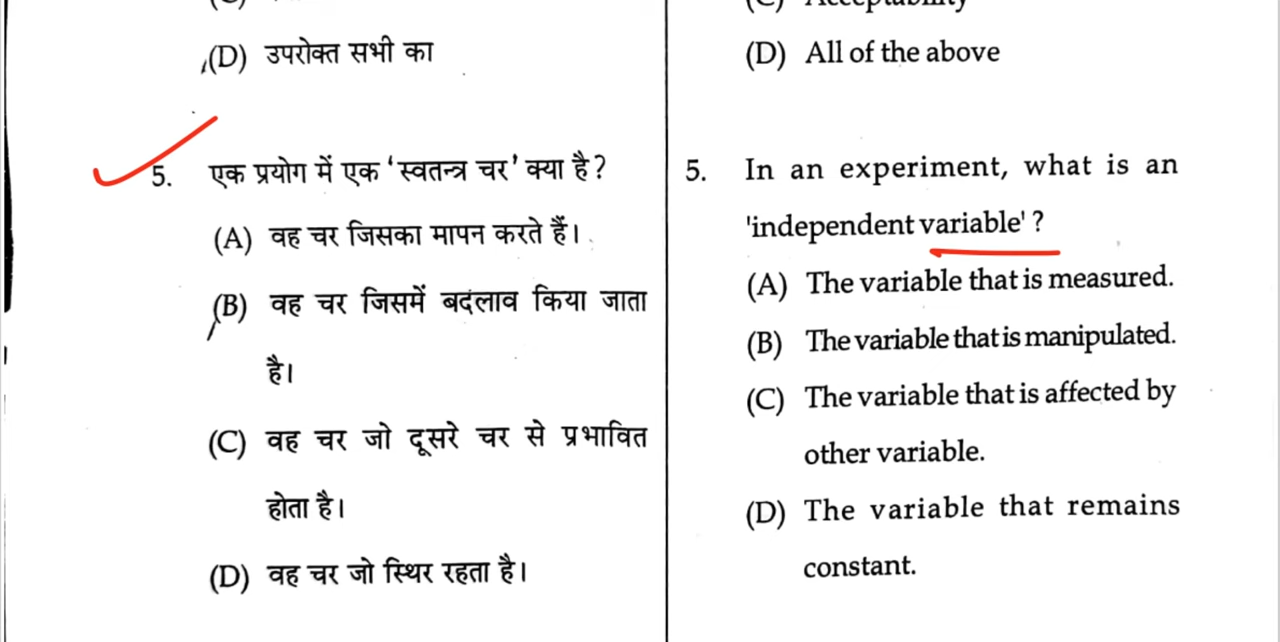 (D) उपरोक्त सभी का
5. एक प्रयोग में एक ‘स्वतन्त्र चर’ क्या है?
(A) वह चर जिसका मापन करते हैं।
(B) वह चर जिसमें बदलाव किया जाता
है।
(C) वह चर जो दूसरे चर से प्रभावित
होता है।
(D) वह चर जो स्थिर रहता है।
(C) Acceptability
(D) All of the above
5. In an experiment, what is an
'independent variable' ?
(A) The variable that is measured.
(B) The variable that is manipulated.
(C) The variable that is affected by
other variable.
(D) The variable that remains
constant.